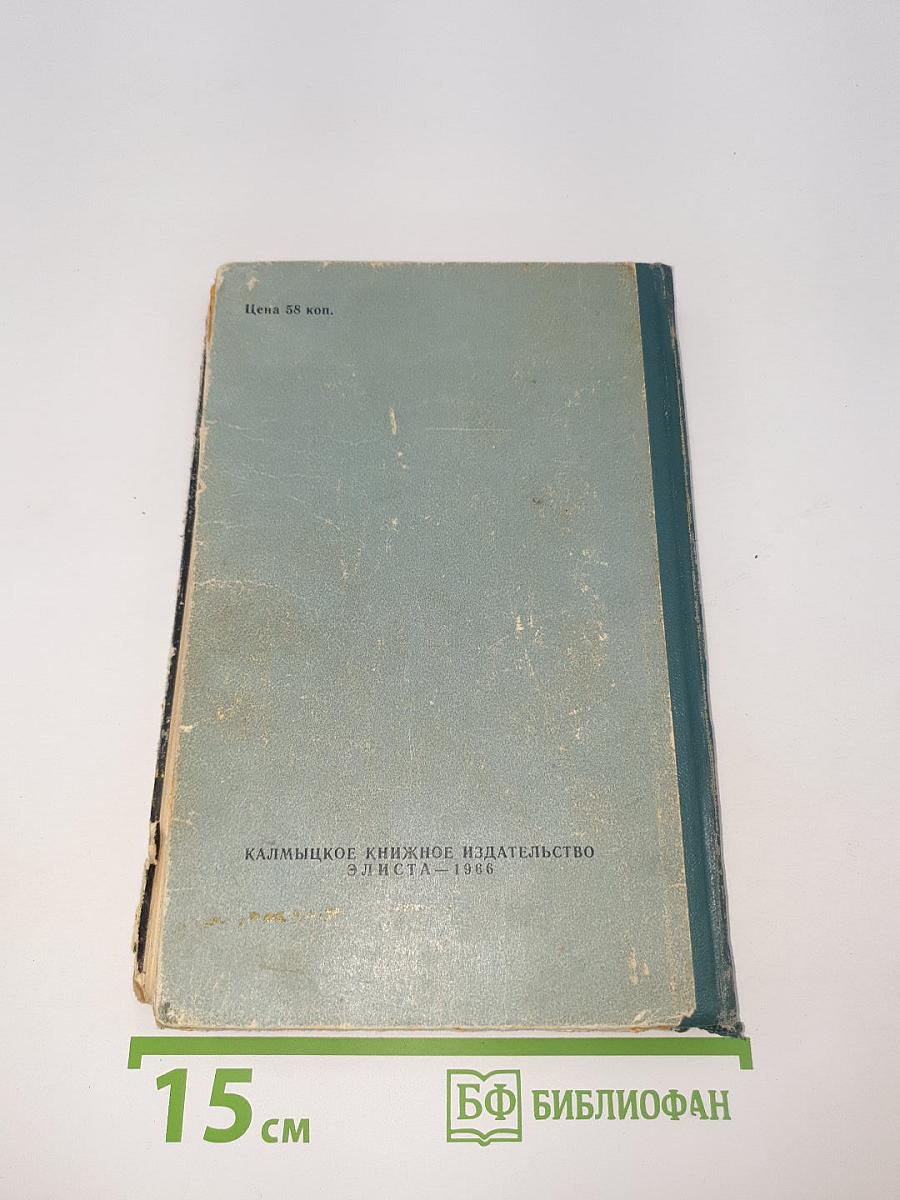 Цена 58 коп.
КАЛМЫЦКОЕ КНИЖНОЕ ИЗДАТЕЛЬСТВО
ЭЛИСТА—1966
15 см
БФ БИБЛИОФАН